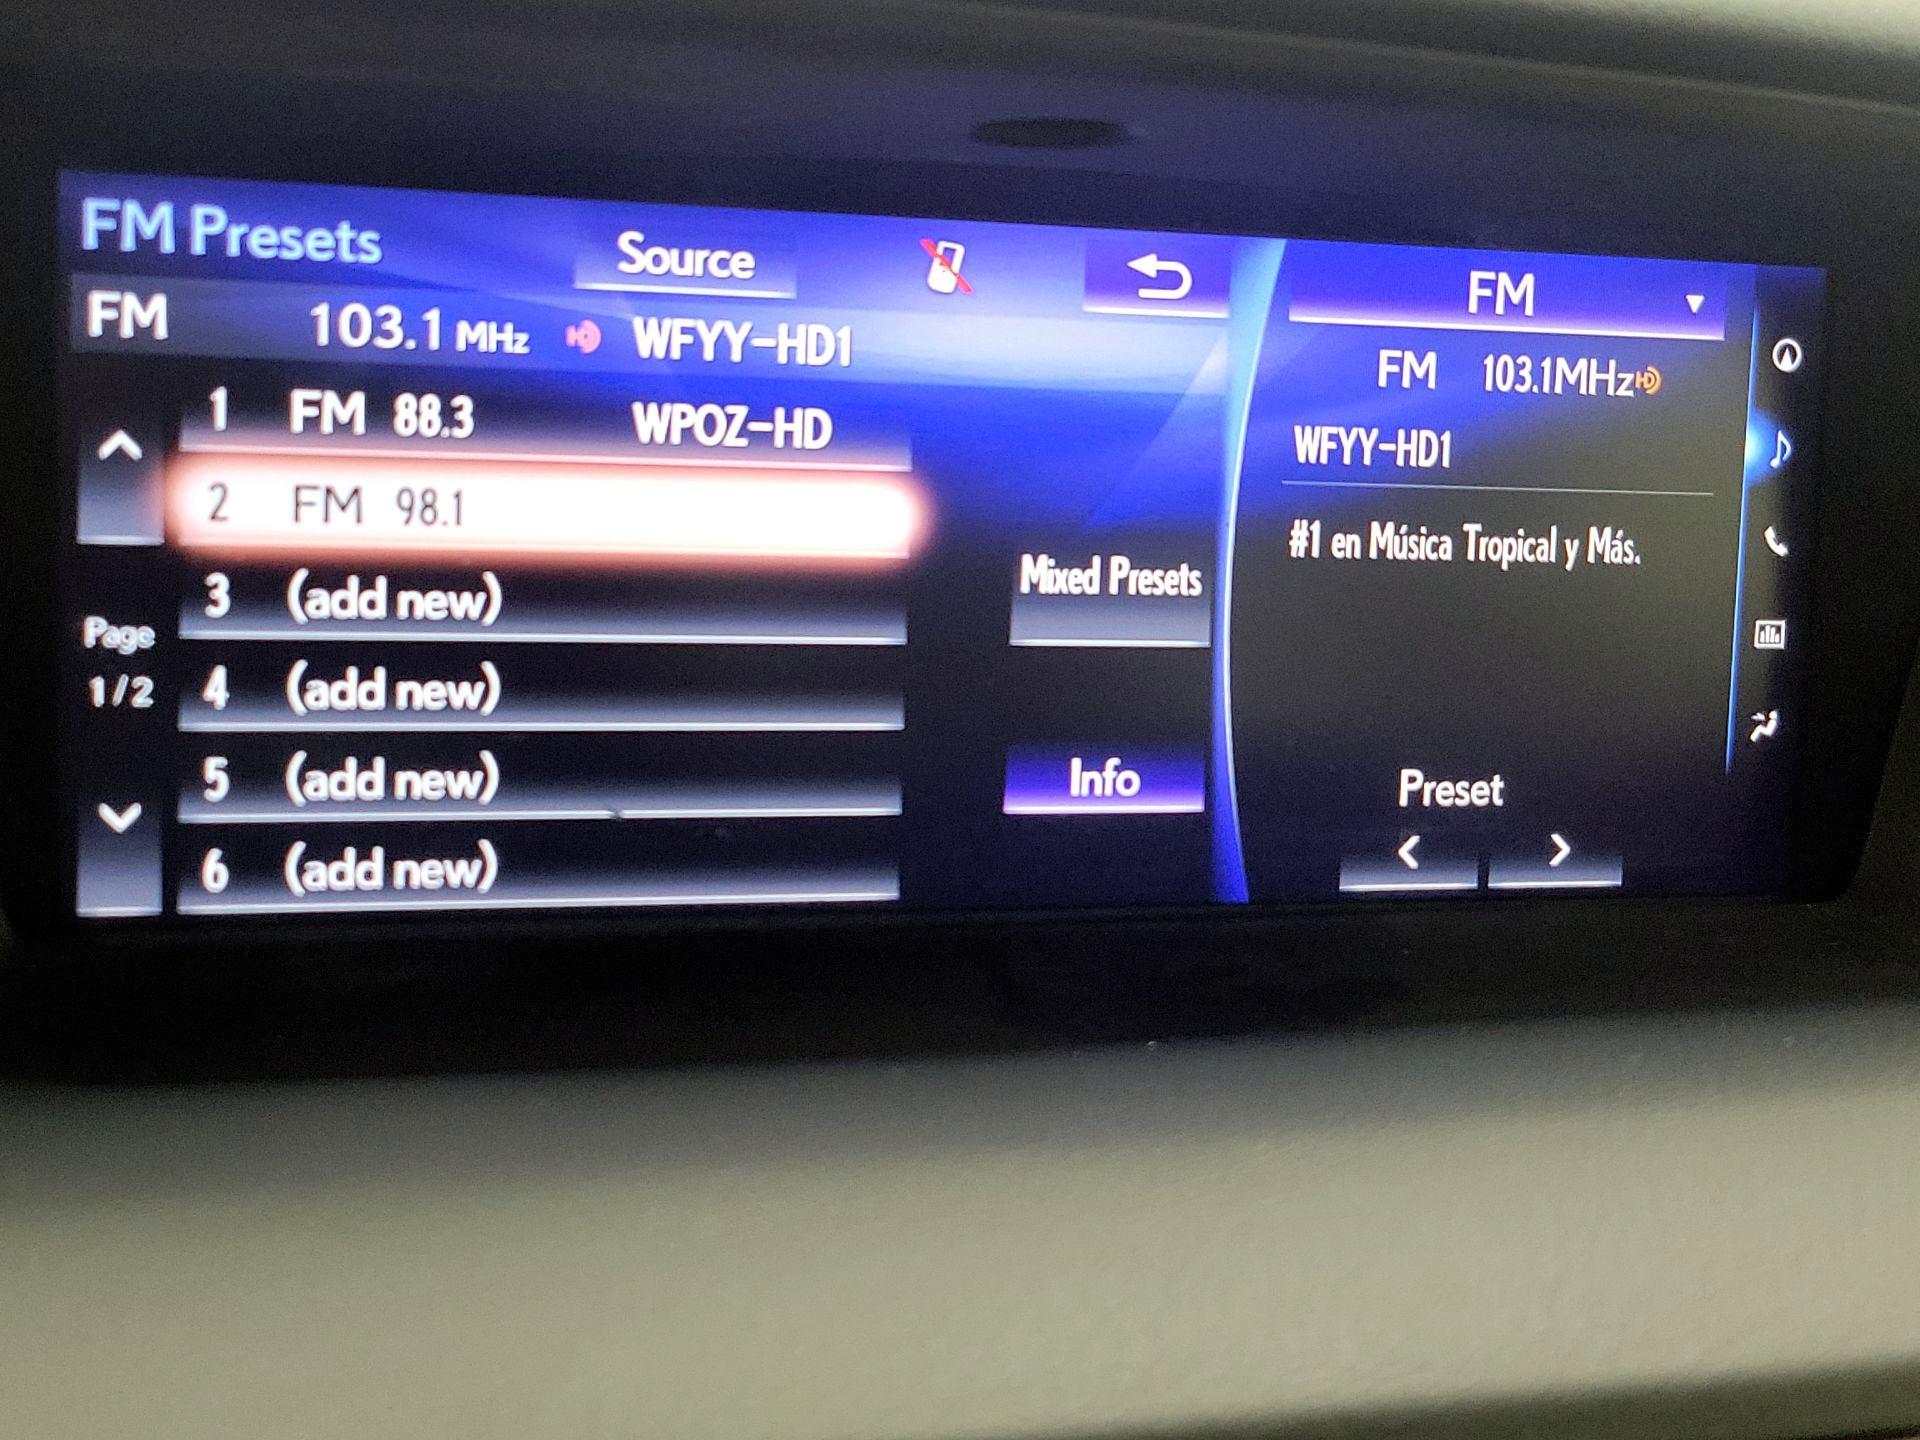 FM Presets
Source
FM 103.1 MHz HD WFYY-HD1
1 FM 88.3 WPOZ-HD
2 FM 98.1
3 (add new)
4 (add new)
5 (add new)
6 (add new)
Page
1/2
Mixed Presets
Info
FM
FM 103.1MHz HD
WFYY-HD1
#1 en Música Tropical y Más.
Preset